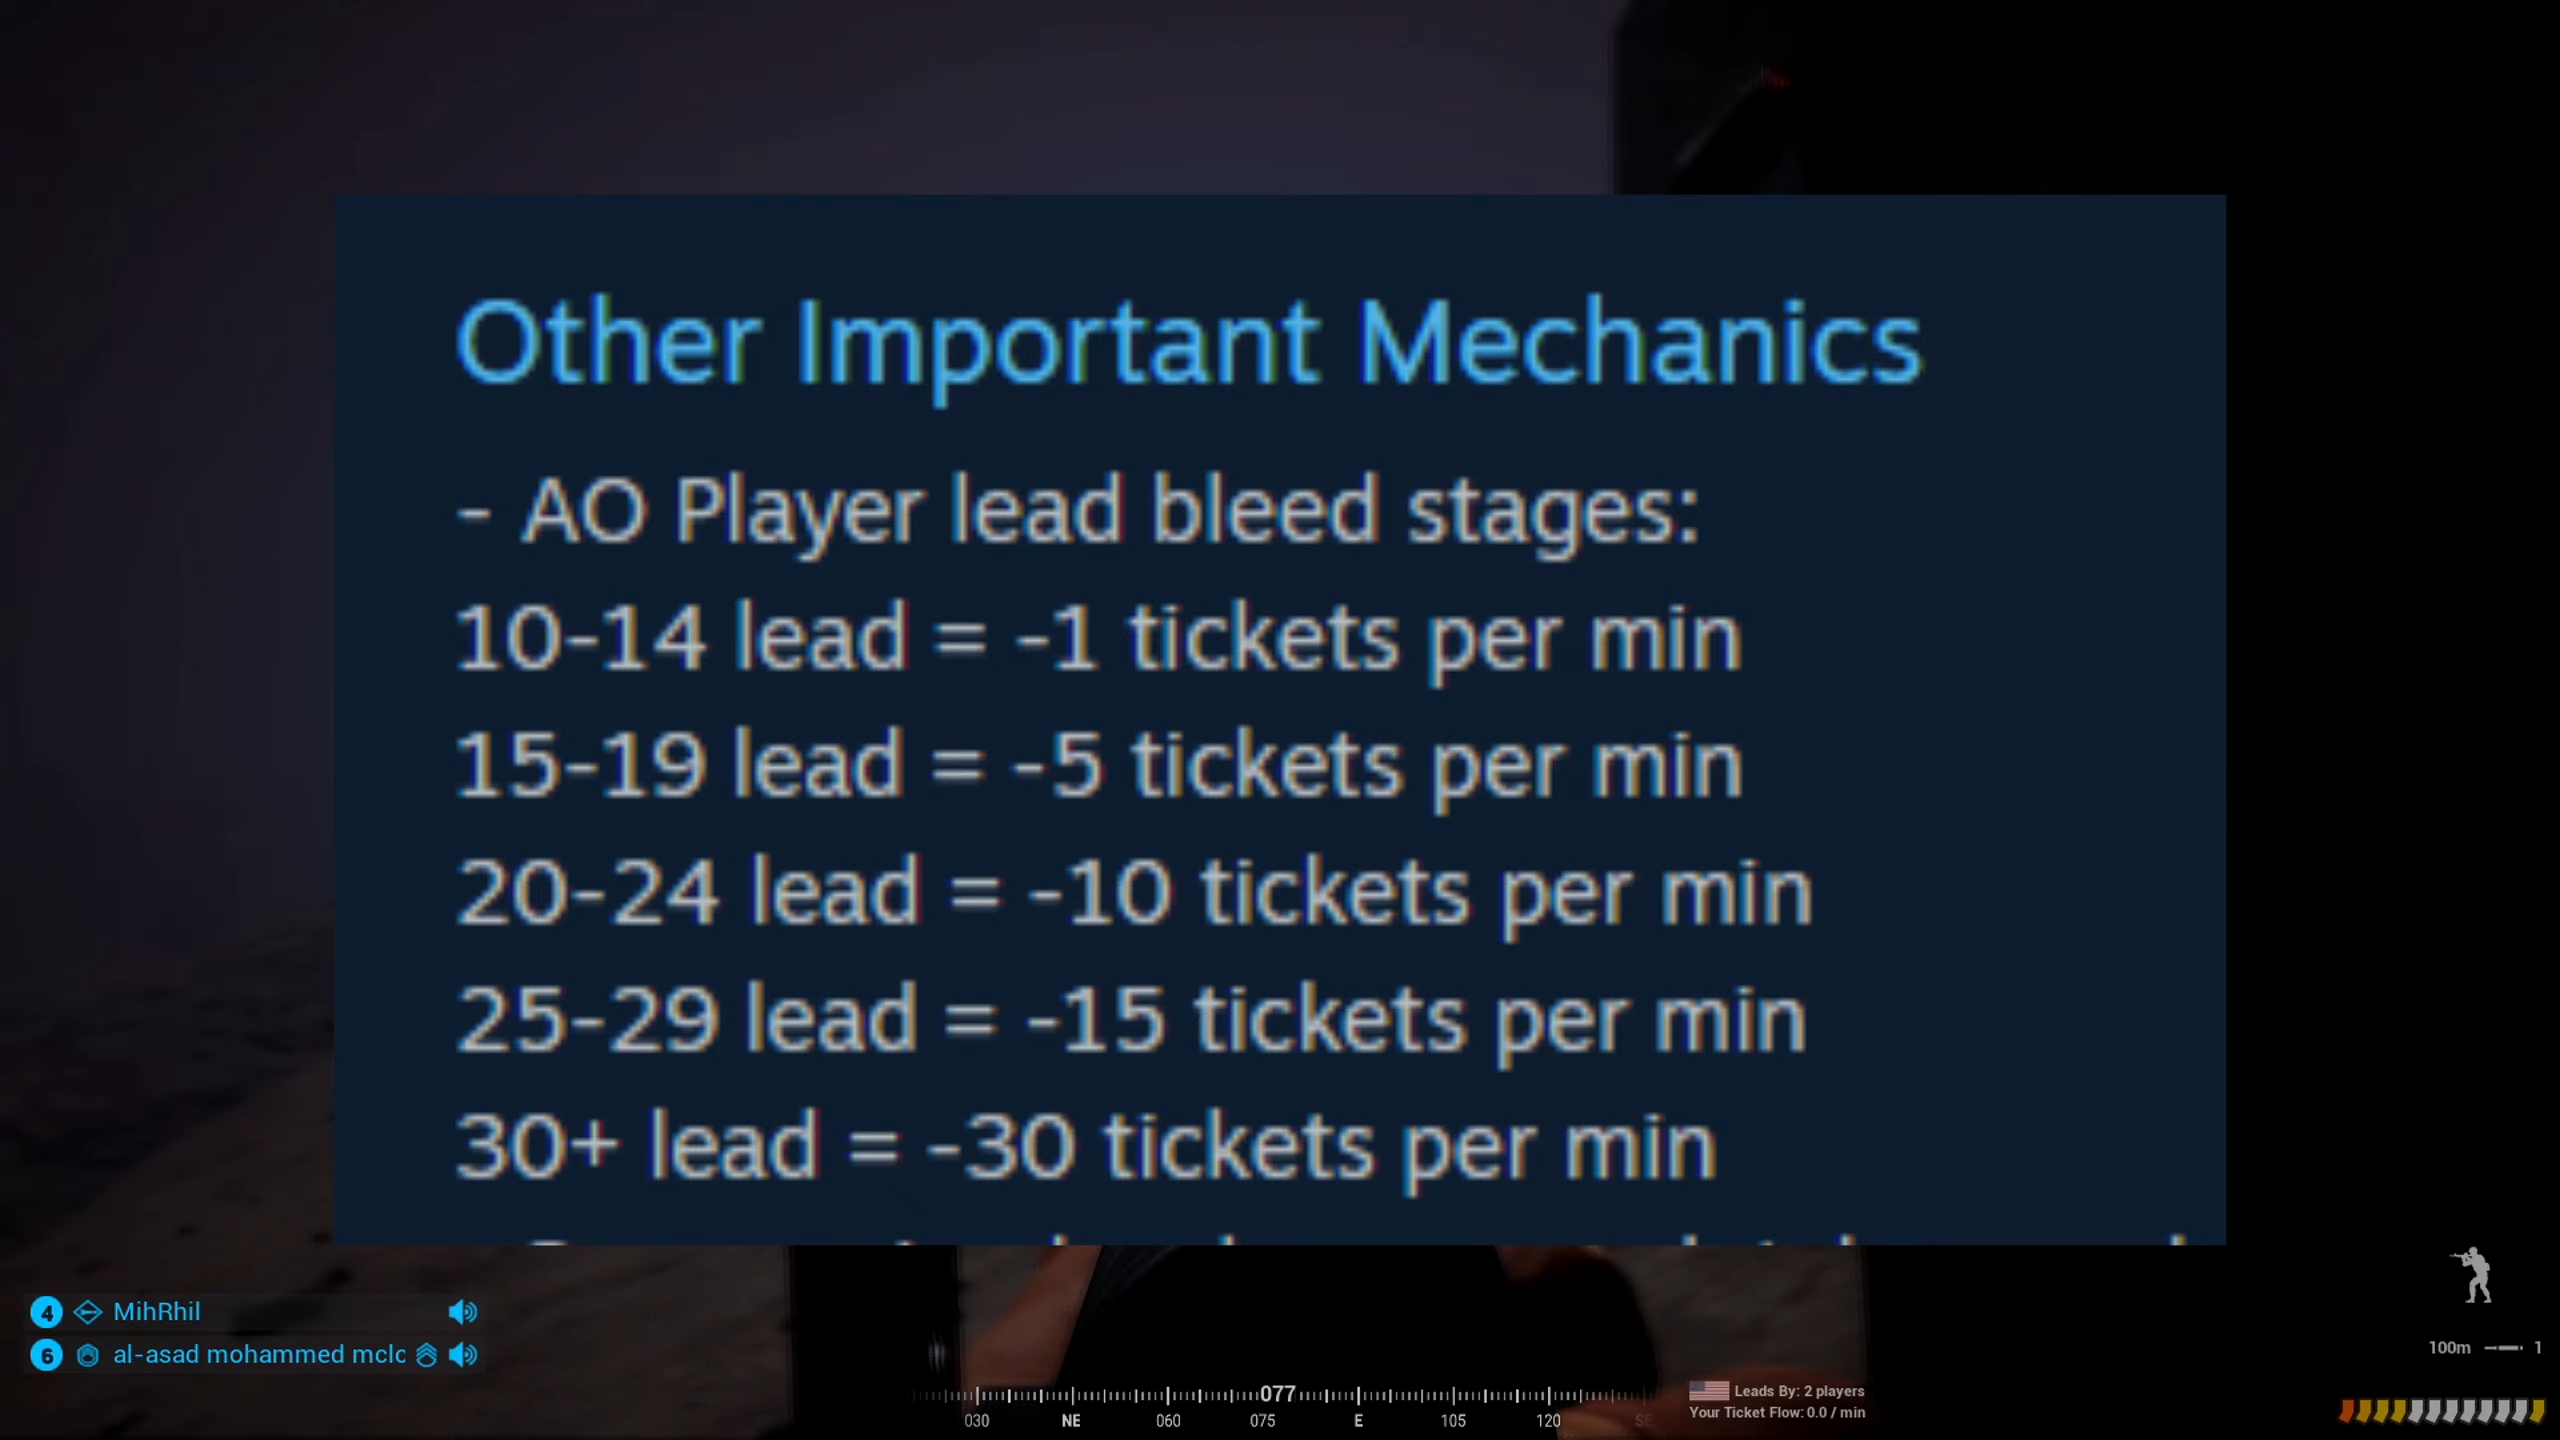 Other Important Mechanics
- AO Player lead bleed stages:
10-14 lead = -1 tickets per min
15-19 lead = -5 tickets per min
20-24 lead = -10 tickets per min
25-29 lead = -15 tickets per min
30+ lead = -30 tickets per min
4 MihRhil
6 al-asad mohammed mclc
077
030 NE 060 075 E 105 120 SE
Leads By: 2 players
Your Ticket Flow: 0.0 / min
100m 1